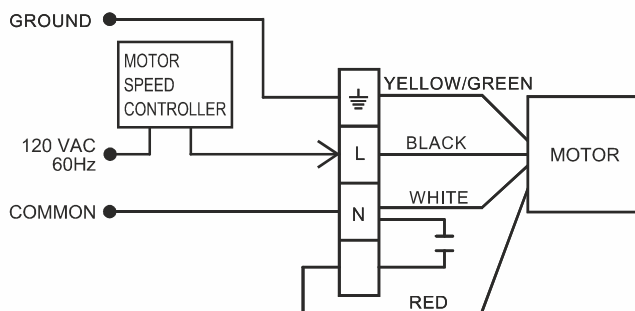 GROUND
MOTOR
SPEED
CONTROLLER
YELLOW/GREEN
120 VAC
60Hz
L
BLACK
MOTOR
COMMON
N
WHITE
RED